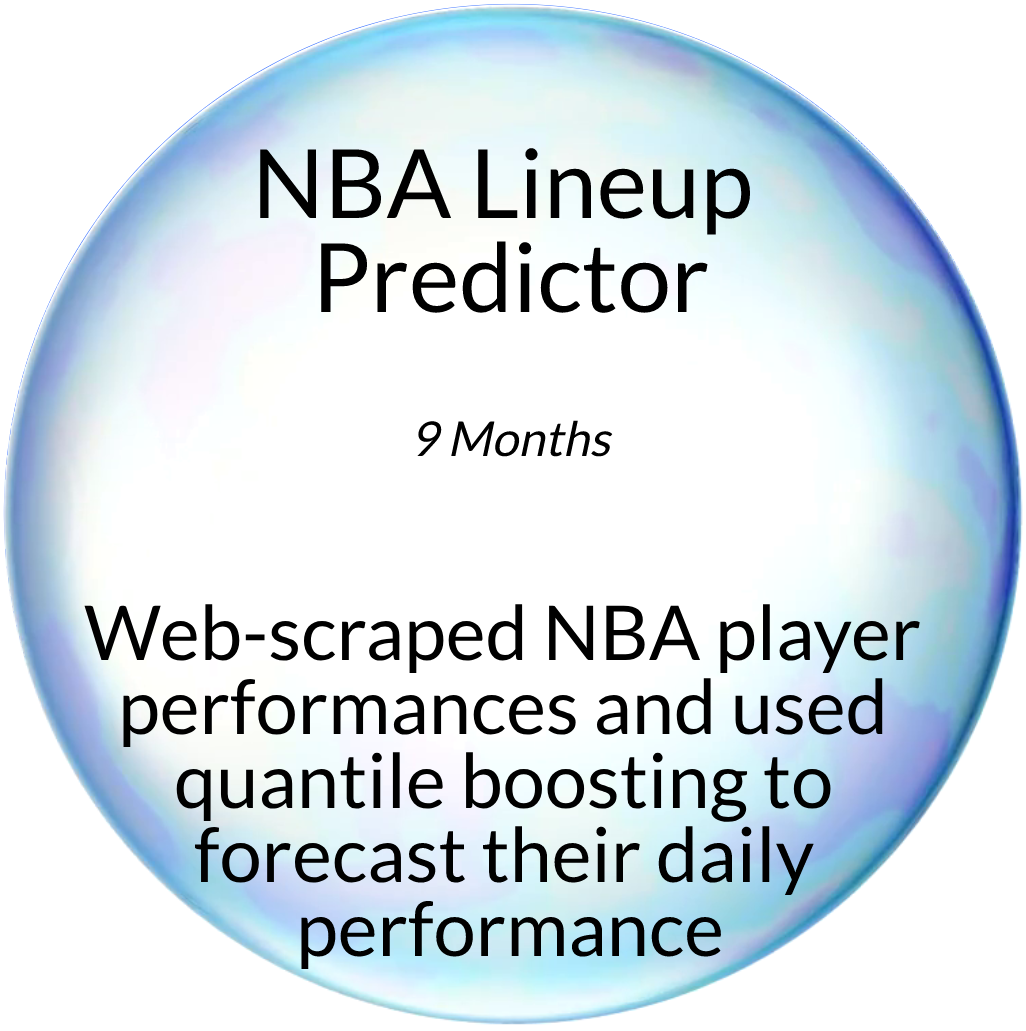 NBA Lineup
Predictor
9 Months
Web-scraped NBA player
performances and used
quantile boosting to
forecast their daily
performance